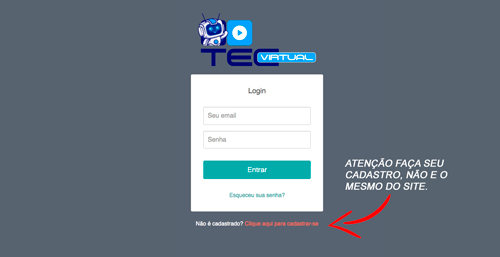 TEC
VIRTUAL
Login
Seu email
Senha
Entrar
Esqueceu sua senha?
ATENÇÃO FAÇA SEU
CADASTRO, NÃO E O
MESMO DO SITE.
Não é cadastrado? Clique aqui para cadastrar-se